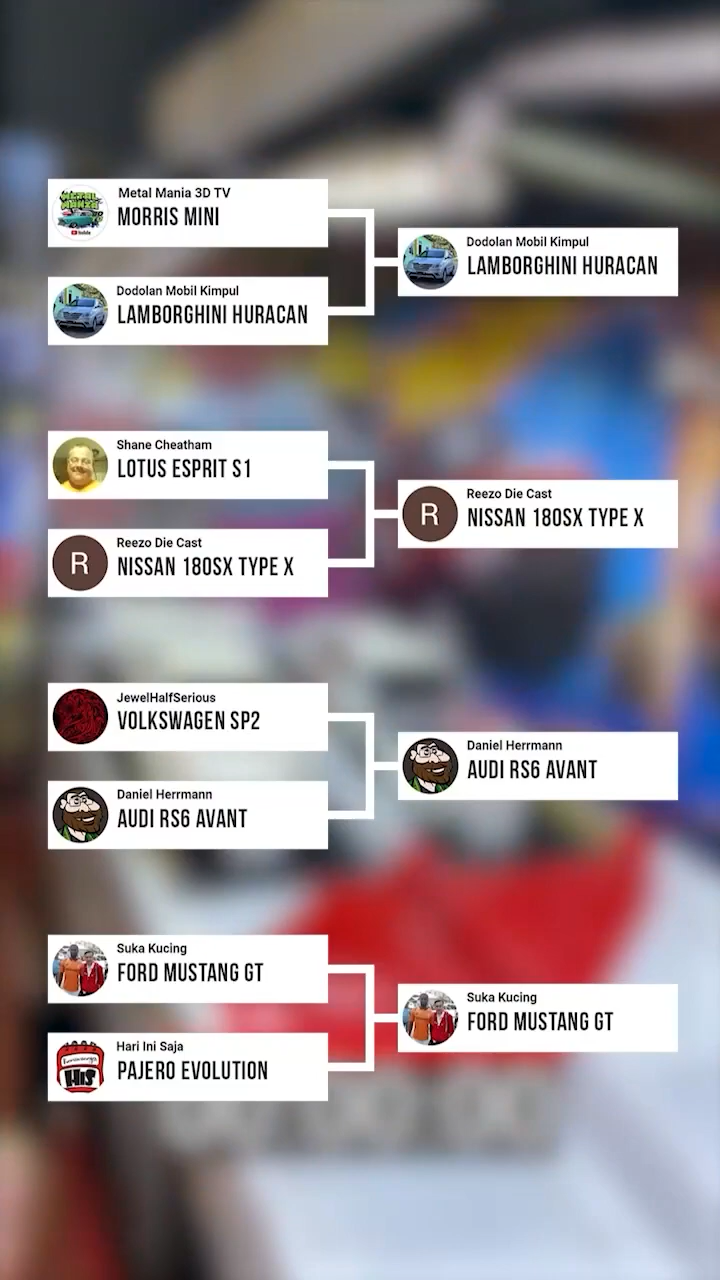 Metal Mania 3D TV
MORRIS MINI
Dodolan Mobil Kimpul
LAMBORGHINI HURACAN
Dodolan Mobil Kimpul
LAMBORGHINI HURACAN
Shane Cheatham
LOTUS ESPRIT S1
Reezo Die Cast
R
NISSAN 180SX TYPE X
Reezo Die Cast
R
NISSAN 180SX TYPE X
JewelHalfSerious
VOLKSWAGEN SP2
Daniel Herrmann
AUDI RS6 AVANT
Daniel Herrmann
AUDI RS6 AVANT
Suka Kucing
FORD MUSTANG GT
Suka Kucing
FORD MUSTANG GT
Hari Ini Saja
HIS
PAJERO EVOLUTION